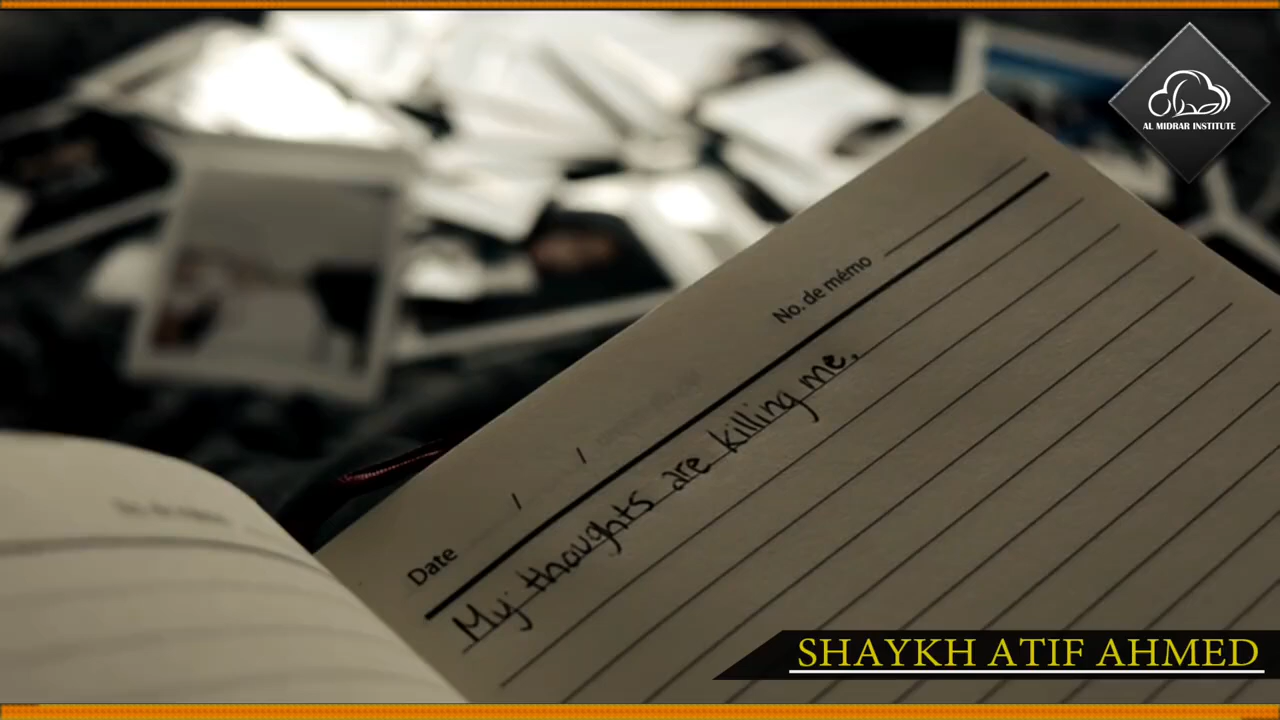 AL MIDRAR INSTITUTE
No. de mémo
Date / /
My thoughts are killing me,
SHAYKH ATIF AHMED